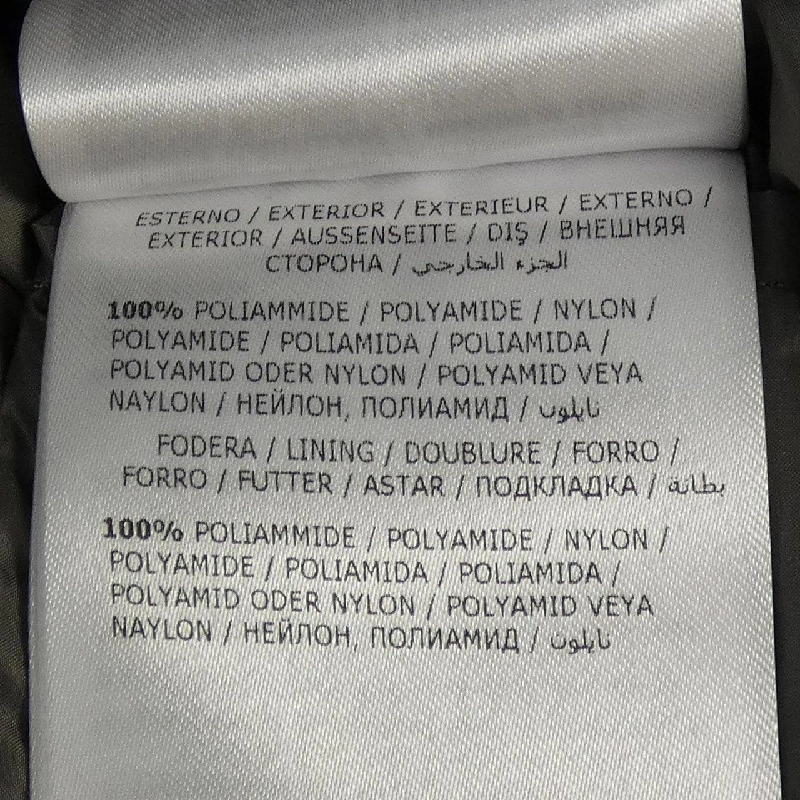 ESTERNO / EXTERIOR / EXTERIEUR / EXTERNO /
EXTERIOR / AUSSENSEITE / DIŞ / ВНЕШНЯЯ
СТОРОНА / الجزء الخارجي
100% POLIAMMIDE / POLYAMIDE / NYLON /
POLYAMIDE / POLIAMIDA / POLIAMIDA /
POLYAMID ODER NYLON / POLYAMID VEYA
NAYLON / НЕЙЛОН, ПОЛИАМИД / نايلون
FODERA / LINING / DOUBLURE / FORRO /
FORRO / FUTTER / ASTAR / ПОДКЛАДКА / بطانة
100% POLIAMMIDE / POLYAMIDE / NYLON /
POLYAMIDE / POLIAMIDA / POLIAMIDA /
POLYAMID ODER NYLON / POLYAMID VEYA
NAYLON / НЕЙЛОН, ПОЛИАМИД / نايلون